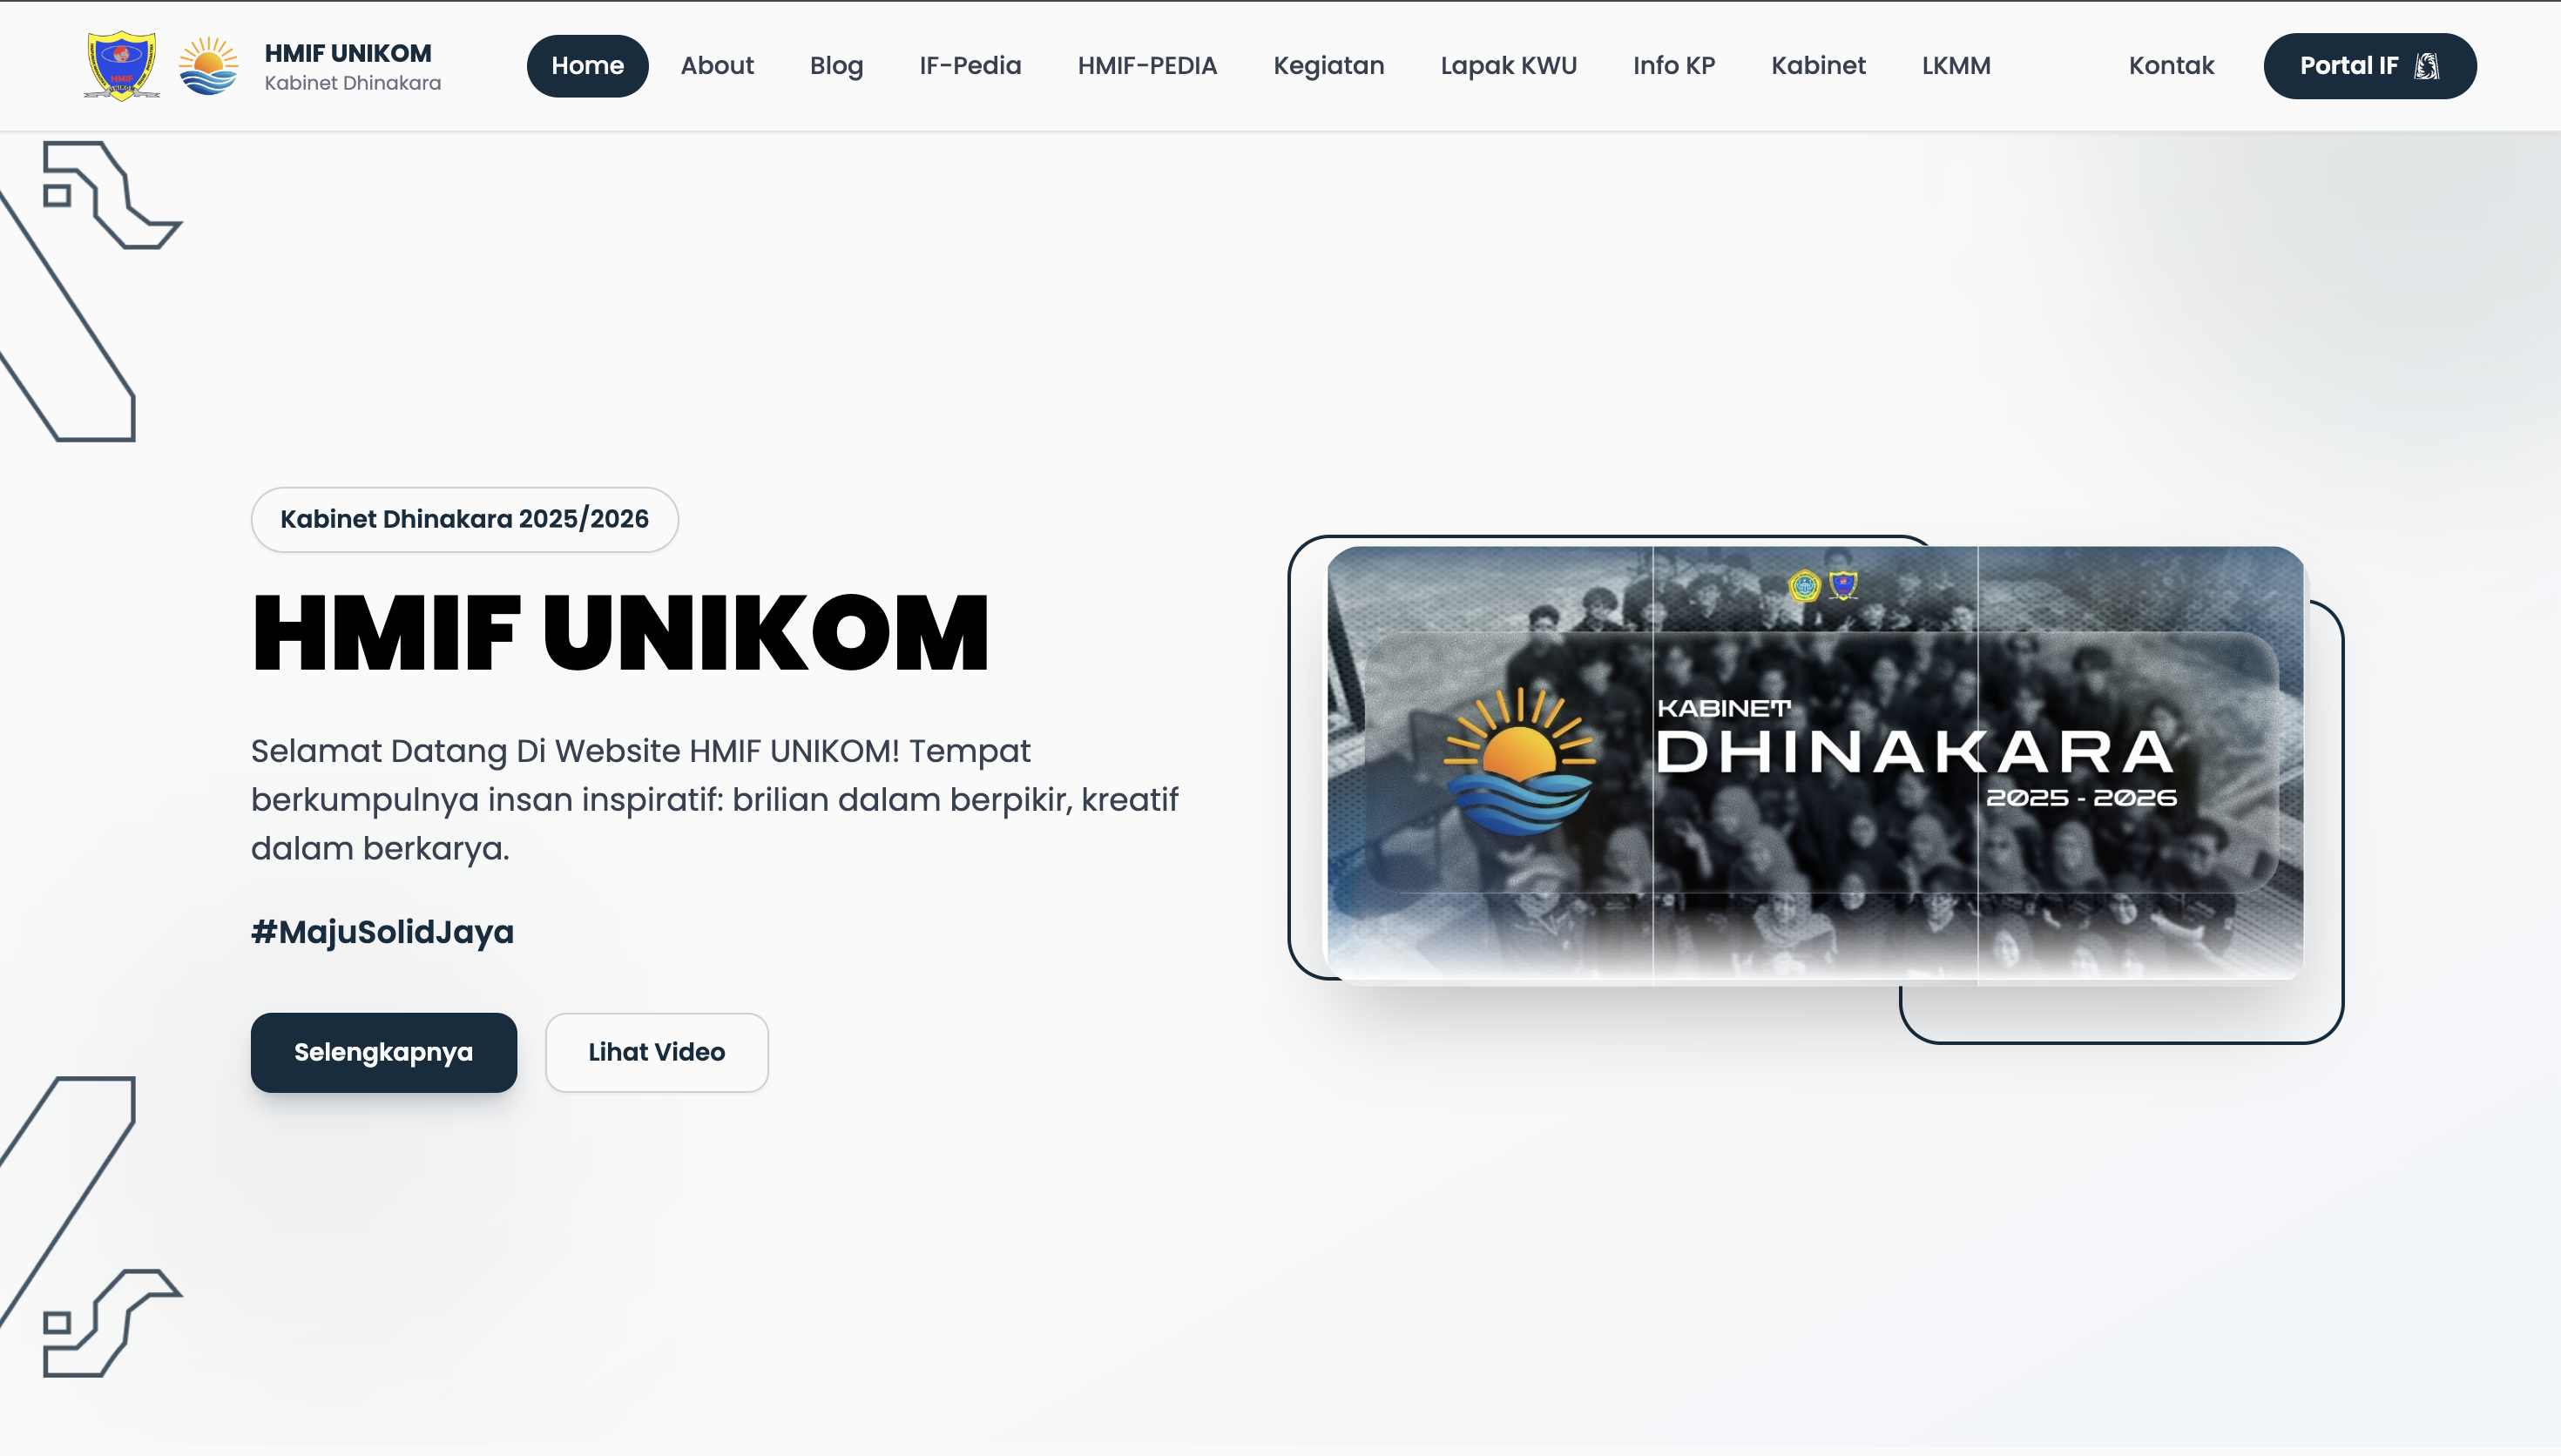 HMIF UNIKOM
Kabinet Dhinakara
Home About Blog IF-Pedia HMIF-PEDIA Kegiatan Lapak KWU Info KP Kabinet LKMM Kontak Portal IF
HMIF
Kabinet Dhinakara 2025/2026
HMIF UNIKOM
Selamat Datang Di Website HMIF UNIKOM! Tempat
berkumpulnya insan inspiratif: brilian dalam berpikir, kreatif
dalam berkarya.
#MajuSolidJaya
Selengkapnya
Lihat Video
KABINET
DHINAKARA
2025 - 2026